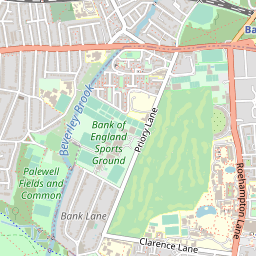 Ba
Beverley Brook
Bank of
England
Sports
Ground
Priory Lane
Palewell
Fields and
Common
Roehampton Lane
Bank Lane
Clarence Lane